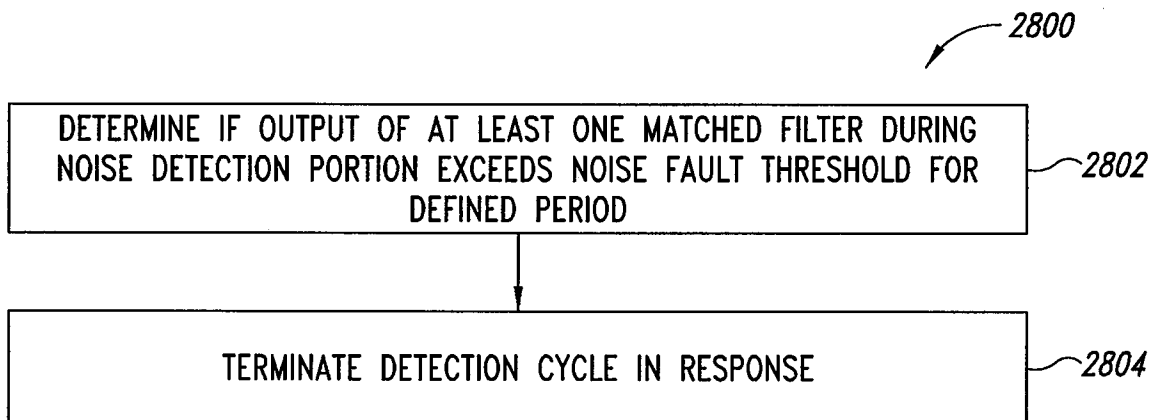 2800
DETERMINE IF OUTPUT OF AT LEAST ONE MATCHED FILTER DURING
NOISE DETECTION PORTION EXCEEDS NOISE FAULT THRESHOLD FOR
DEFINED PERIOD
2802
TERMINATE DETECTION CYCLE IN RESPONSE
2804